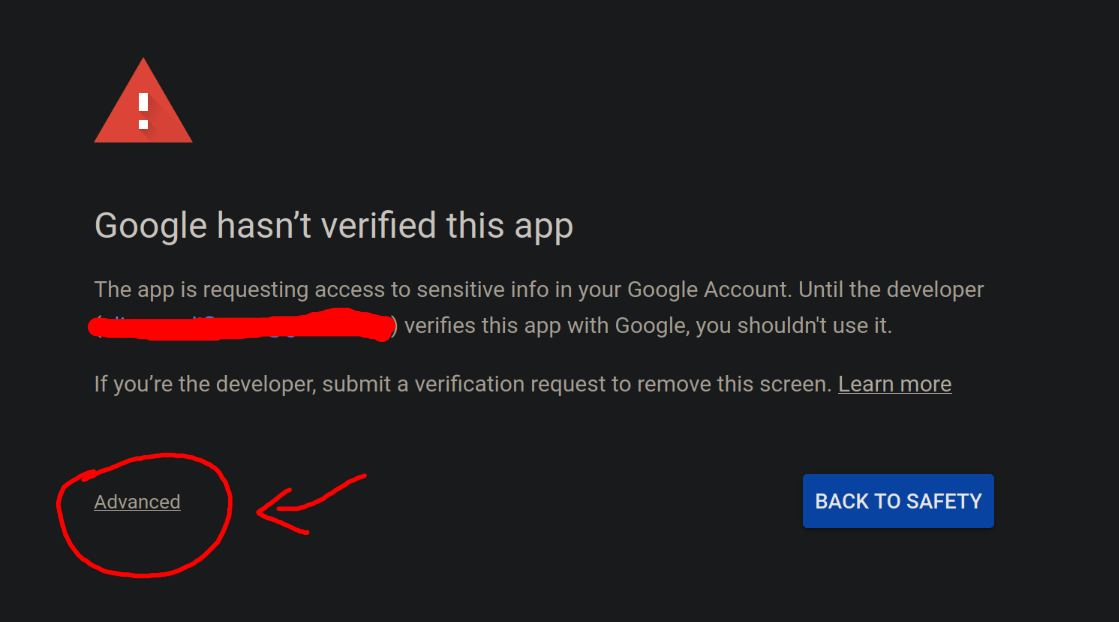 Google hasn’t verified this app
The app is requesting access to sensitive info in your Google Account. Until the developer
) verifies this app with Google, you shouldn't use it.
If you’re the developer, submit a verification request to remove this screen. Learn more
Advanced
BACK TO SAFETY